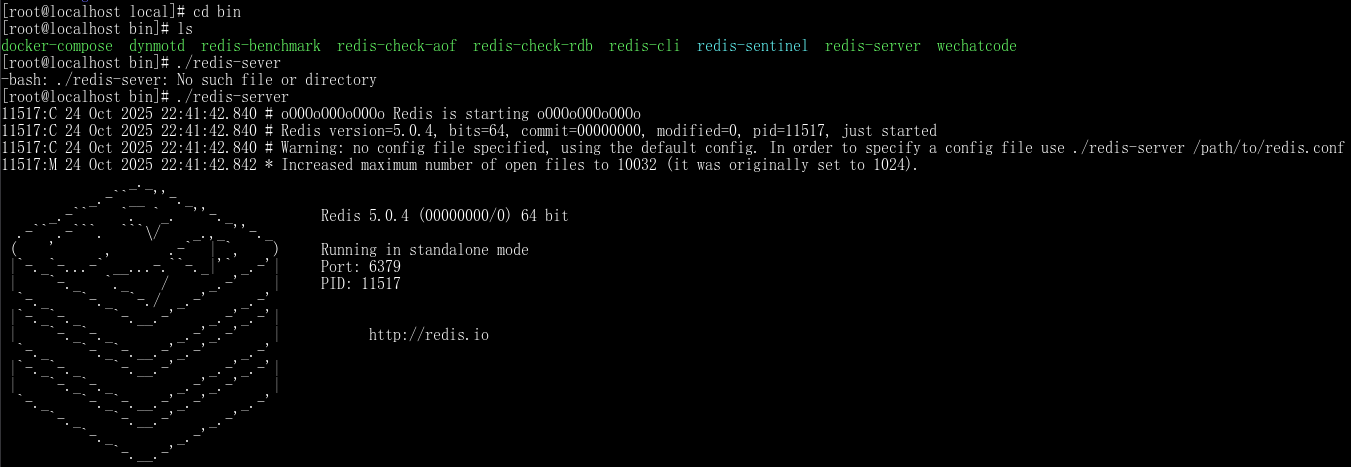 [root@localhost local]# cd bin
[root@localhost bin]# ls
docker-compose  dynmotd  redis-benchmark  redis-check-aof  redis-check-rdb  redis-cli  redis-sentinel  redis-server  wechatcode
[root@localhost bin]# ./redis-sever
-bash: ./redis-sever: No such file or directory
[root@localhost bin]# ./redis-server
11517:C 24 Oct 2025 22:41:42.840 # oO0OoO0OoO0Oo Redis is starting oO0OoO0OoO0Oo
11517:C 24 Oct 2025 22:41:42.840 # Redis version=5.0.4, bits=64, commit=00000000, modified=0, pid=11517, just started
11517:C 24 Oct 2025 22:41:42.840 # Warning: no config file specified, using the default config. In order to specify a config file use ./redis-server /path/to/redis.conf
11517:M 24 Oct 2025 22:41:42.842 * Increased maximum number of open files to 10032 (it was originally set to 1024).
Redis 5.0.4 (00000000/0) 64 bit
Running in standalone mode
Port: 6379
PID: 11517
http://redis.io